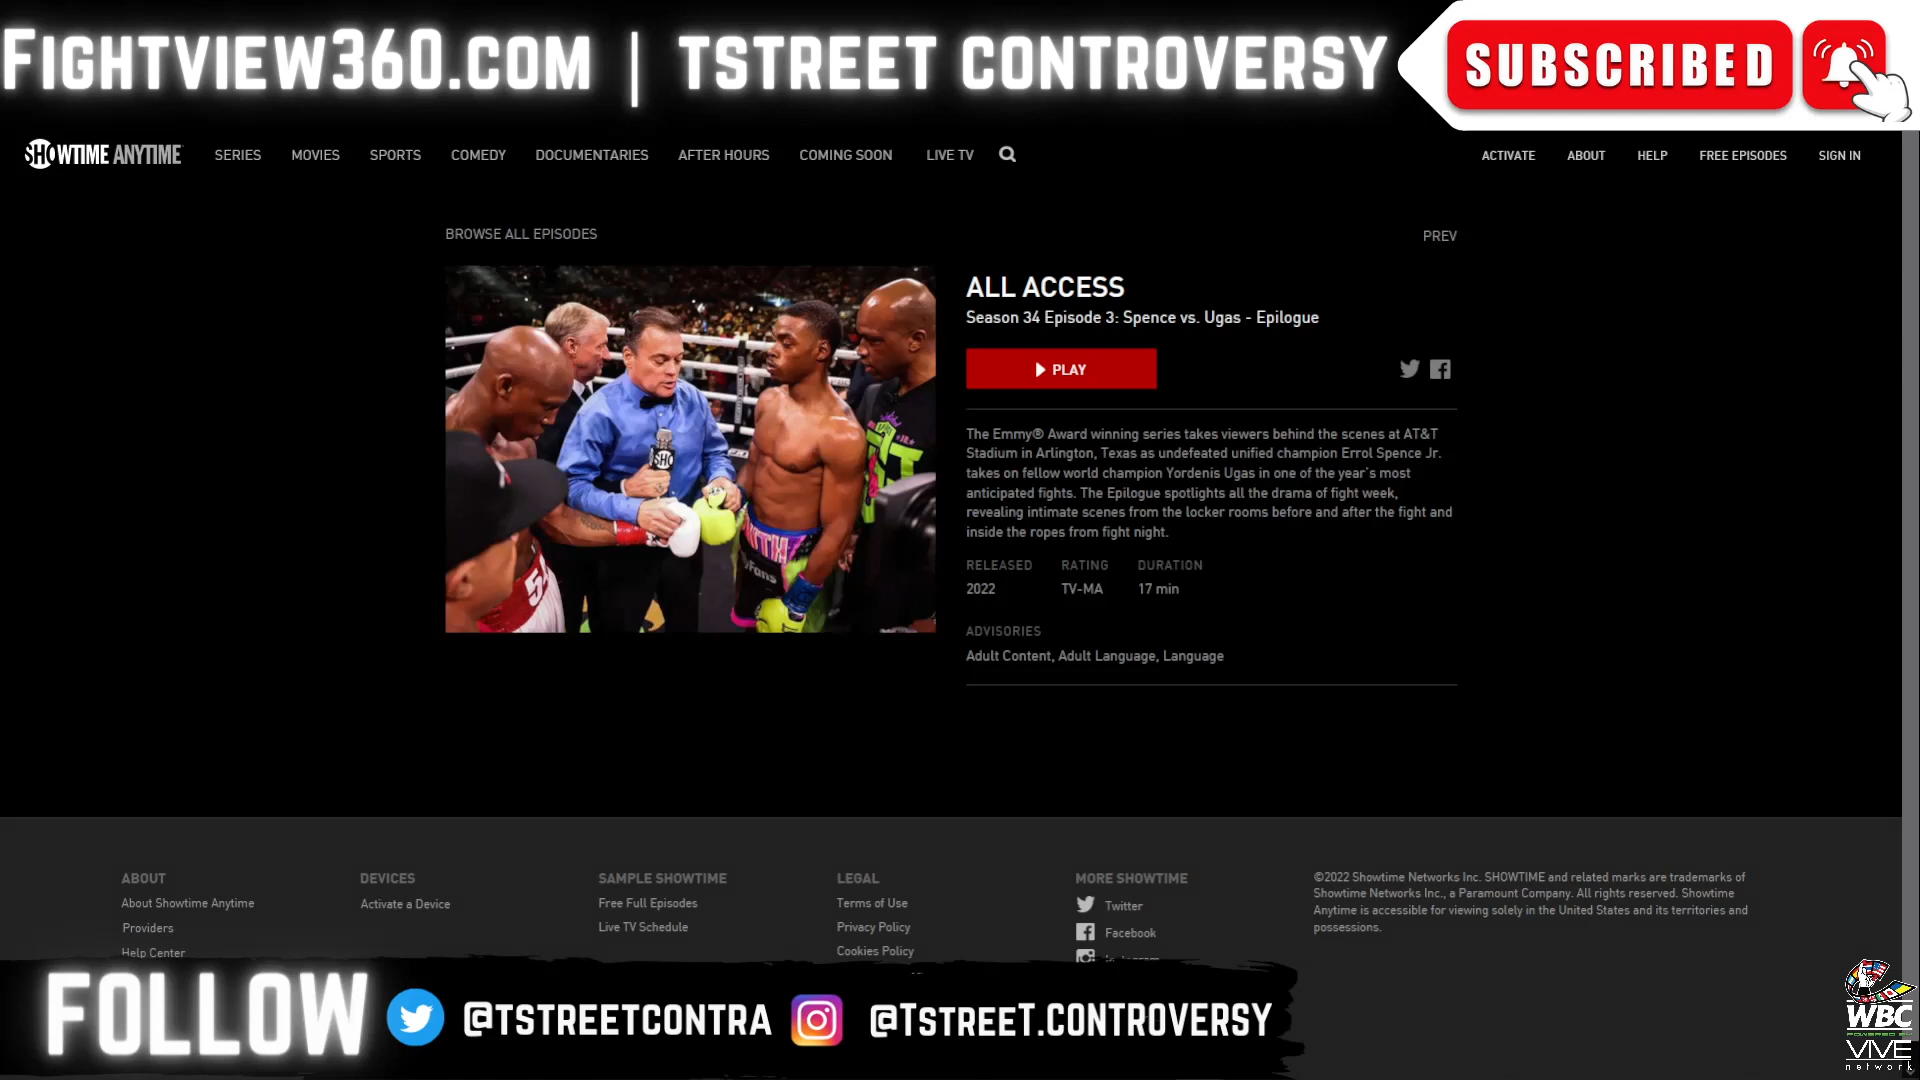 FIGHTVIEW360.COM | TSTREET CONTROVERSY
SUBSCRIBED
SHOWTIME ANYTIME
SERIES MOVIES SPORTS COMEDY DOCUMENTARIES AFTER HOURS COMING SOON LIVE TV
ACTIVATE ABOUT HELP FREE EPISODES SIGN IN
BROWSE ALL EPISODES
PREV
SHO
ALL ACCESS
Season 34 Episode 3: Spence vs. Ugas - Epilogue
PLAY
The Emmy® Award winning series takes viewers behind the scenes at AT&T
Stadium in Arlington, Texas as undefeated unified champion Errol Spence Jr.
takes on fellow world champion Yordenis Ugas in one of the year's most
anticipated fights. The Epilogue spotlights all the drama of fight week,
revealing intimate scenes from the locker rooms before and after the fight and
inside the ropes from fight night.
RELEASED RATING DURATION
2022 TV-MA 17 min
ADVISORIES
Adult Content, Adult Language, Language
ABOUT
About Showtime Anytime
Providers
Help Center
DEVICES
Activate a Device
SAMPLE SHOWTIME
Free Full Episodes
Live TV Schedule
LEGAL
Terms of Use
Privacy Policy
Cookies Policy
MORE SHOWTIME
Twitter
Facebook
Instagram
©2022 Showtime Networks Inc. SHOWTIME and related marks are trademarks of
Showtime Networks Inc., a Paramount Company. All rights reserved. Showtime
Anytime is accessible for viewing solely in the United States and its territories and
possessions.
FOLLOW @TSTREETCONTRA @TSTREET.CONTROVERSY
WBC
POWERED BY
VIVE
network